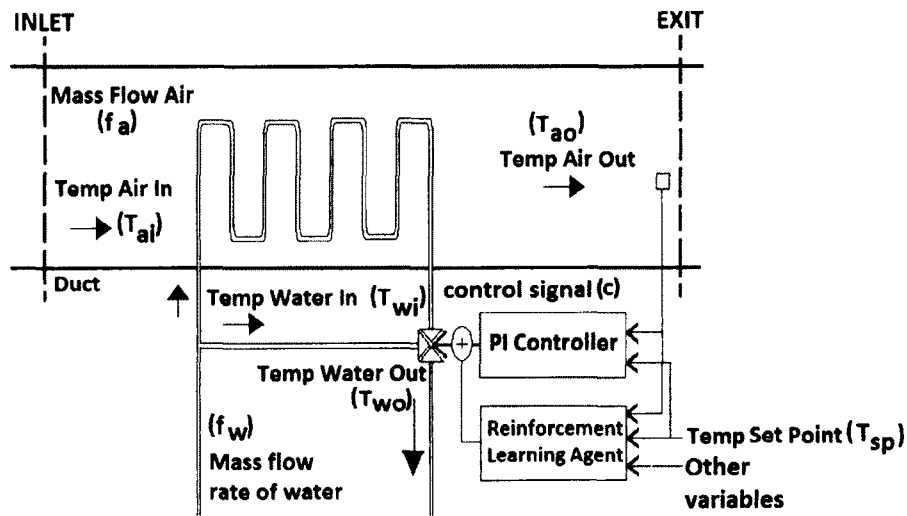 INLET
EXIT
Mass Flow Air
(fa)
(Tao)
Temp Air Out
Temp Air In
(Tai)
Duct
Temp Water In (Twi)
control signal (c)
PI Controller
+
Temp Water Out
(Two)
(fw)
Mass flow
rate of water
Reinforcement
Learning Agent
Temp Set Point (Tsp)
Other
variables